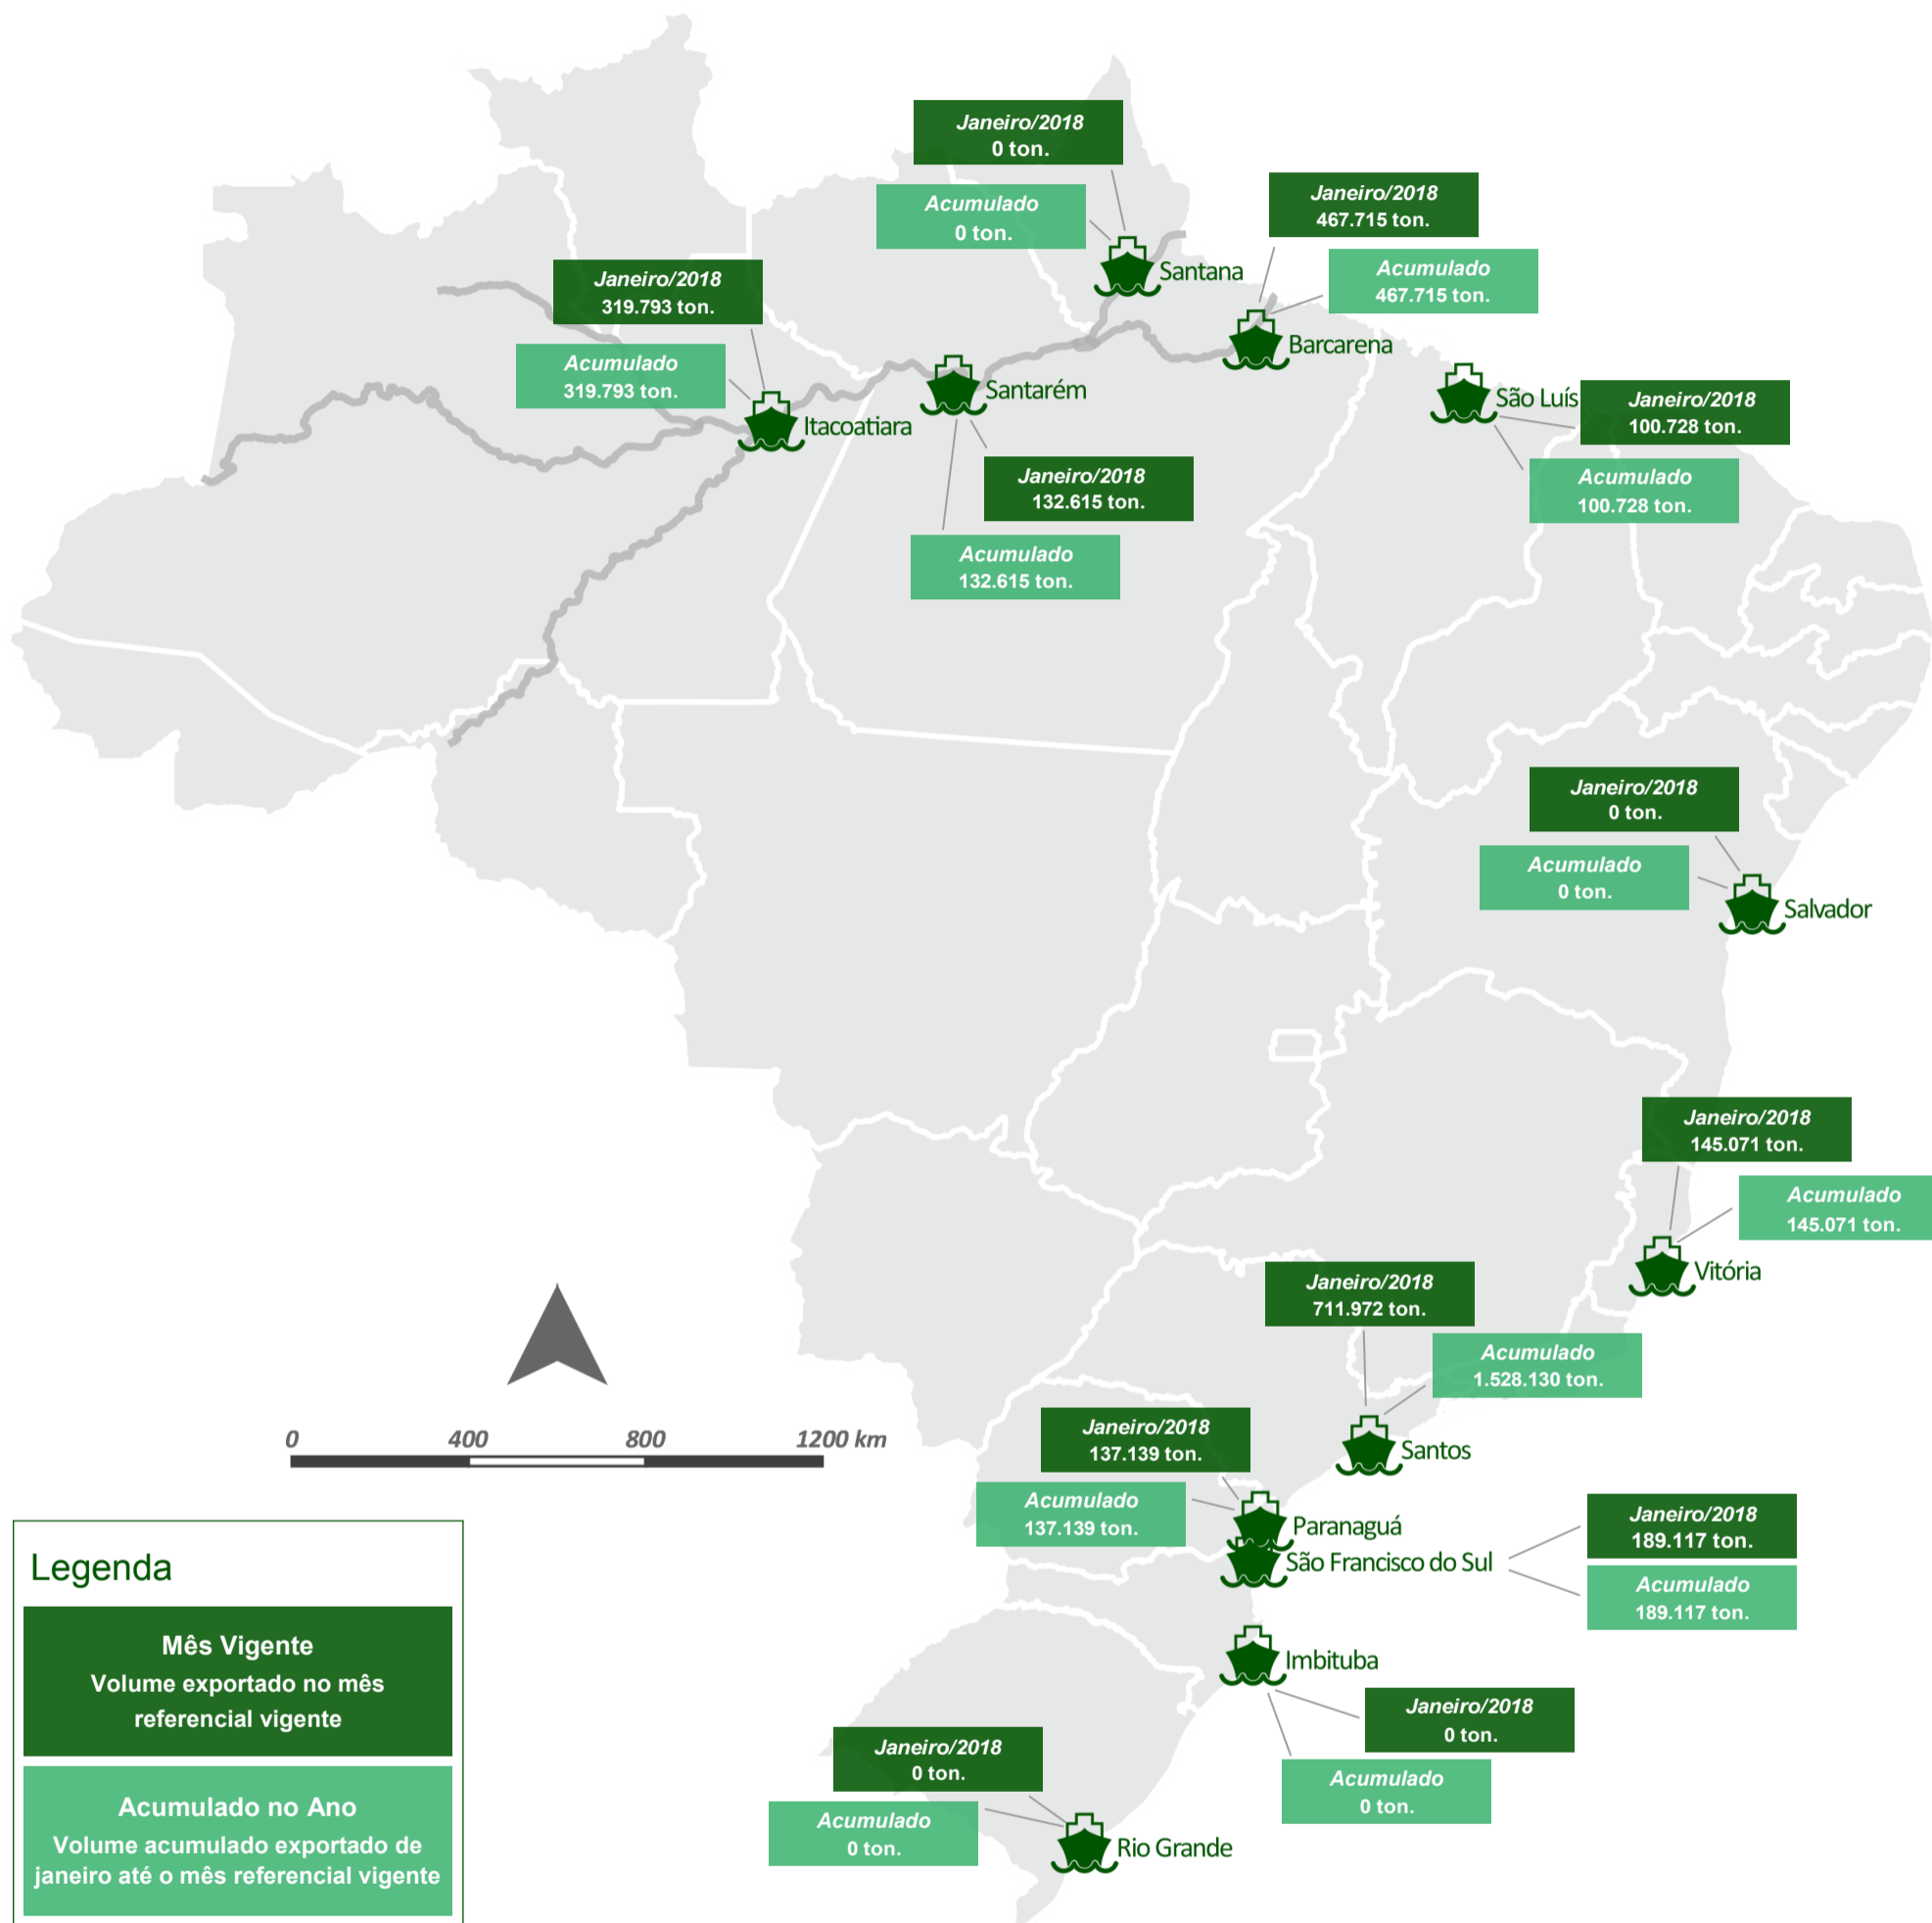 Janeiro/2018
0 ton.
Acumulado
0 ton.
Santana
Janeiro/2018
467.715 ton.
Acumulado
467.715 ton.
Barcarena
Janeiro/2018
319.793 ton.
Acumulado
319.793 ton.
Itacoatiara
Santarém
Janeiro/2018
132.615 ton.
Acumulado
132.615 ton.
São Luís
Janeiro/2018
100.728 ton.
Acumulado
100.728 ton.
Janeiro/2018
0 ton.
Acumulado
0 ton.
Salvador
Janeiro/2018
145.071 ton.
Acumulado
145.071 ton.
Vitória
Janeiro/2018
711.972 ton.
Acumulado
1.528.130 ton.
Santos
Janeiro/2018
137.139 ton.
Acumulado
137.139 ton.
Paranaguá
São Francisco do Sul
Janeiro/2018
189.117 ton.
Acumulado
189.117 ton.
Imbituba
Janeiro/2018
0 ton.
Acumulado
0 ton.
Janeiro/2018
0 ton.
Acumulado
0 ton.
Rio Grande
0 400 800 1200 km
Legenda
Mês Vigente
Volume exportado no mês
referencial vigente
Acumulado no Ano
Volume acumulado exportado de
janeiro até o mês referencial vigente